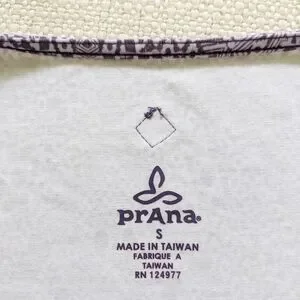 prAna®
S
MADE IN TAIWAN
FABRIQUE A
TAIWAN
RN 124977